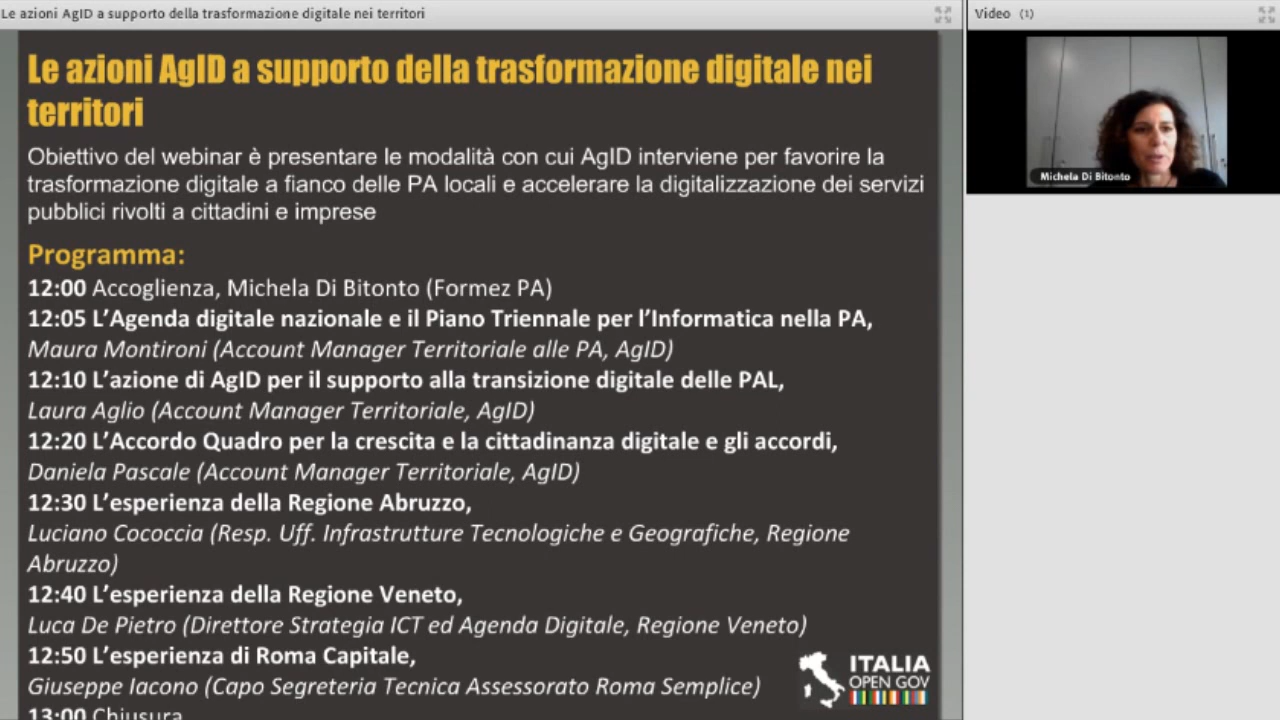 Le azioni AgID a supporto della trasformazione digitale nei territori
Video (1)
Le azioni AgID a supporto della trasformazione digitale nei
territori
Obiettivo del webinar è presentare le modalità con cui AgID interviene per favorire la
trasformazione digitale a fianco delle PA locali e accelerare la digitalizzazione dei servizi
pubblici rivolti a cittadini e imprese
Programma:
12:00 Accoglienza, Michela Di Bitonto (Formez PA)
12:05 L’Agenda digitale nazionale e il Piano Triennale per l’Informatica nella PA,
Maura Montironi (Account Manager Territoriale alle PA, AgID)
12:10 L’azione di AgID per il supporto alla transizione digitale delle PAL,
Laura Aglio (Account Manager Territoriale, AgID)
12:20 L’Accordo Quadro per la crescita e la cittadinanza digitale e gli accordi,
Daniela Pascale (Account Manager Territoriale, AgID)
12:30 L’esperienza della Regione Abruzzo,
Luciano Cococcia (Resp. Uff. Infrastrutture Tecnologiche e Geografiche, Regione
Abruzzo)
12:40 L’esperienza della Regione Veneto,
Luca De Pietro (Direttore Strategia ICT ed Agenda Digitale, Regione Veneto)
12:50 L’esperienza di Roma Capitale,
Giuseppe Iacono (Capo Segreteria Tecnica Assessorato Roma Semplice)
13:00 Chiusura
ITALIA
OPEN GOV
Michela Di Bitonto